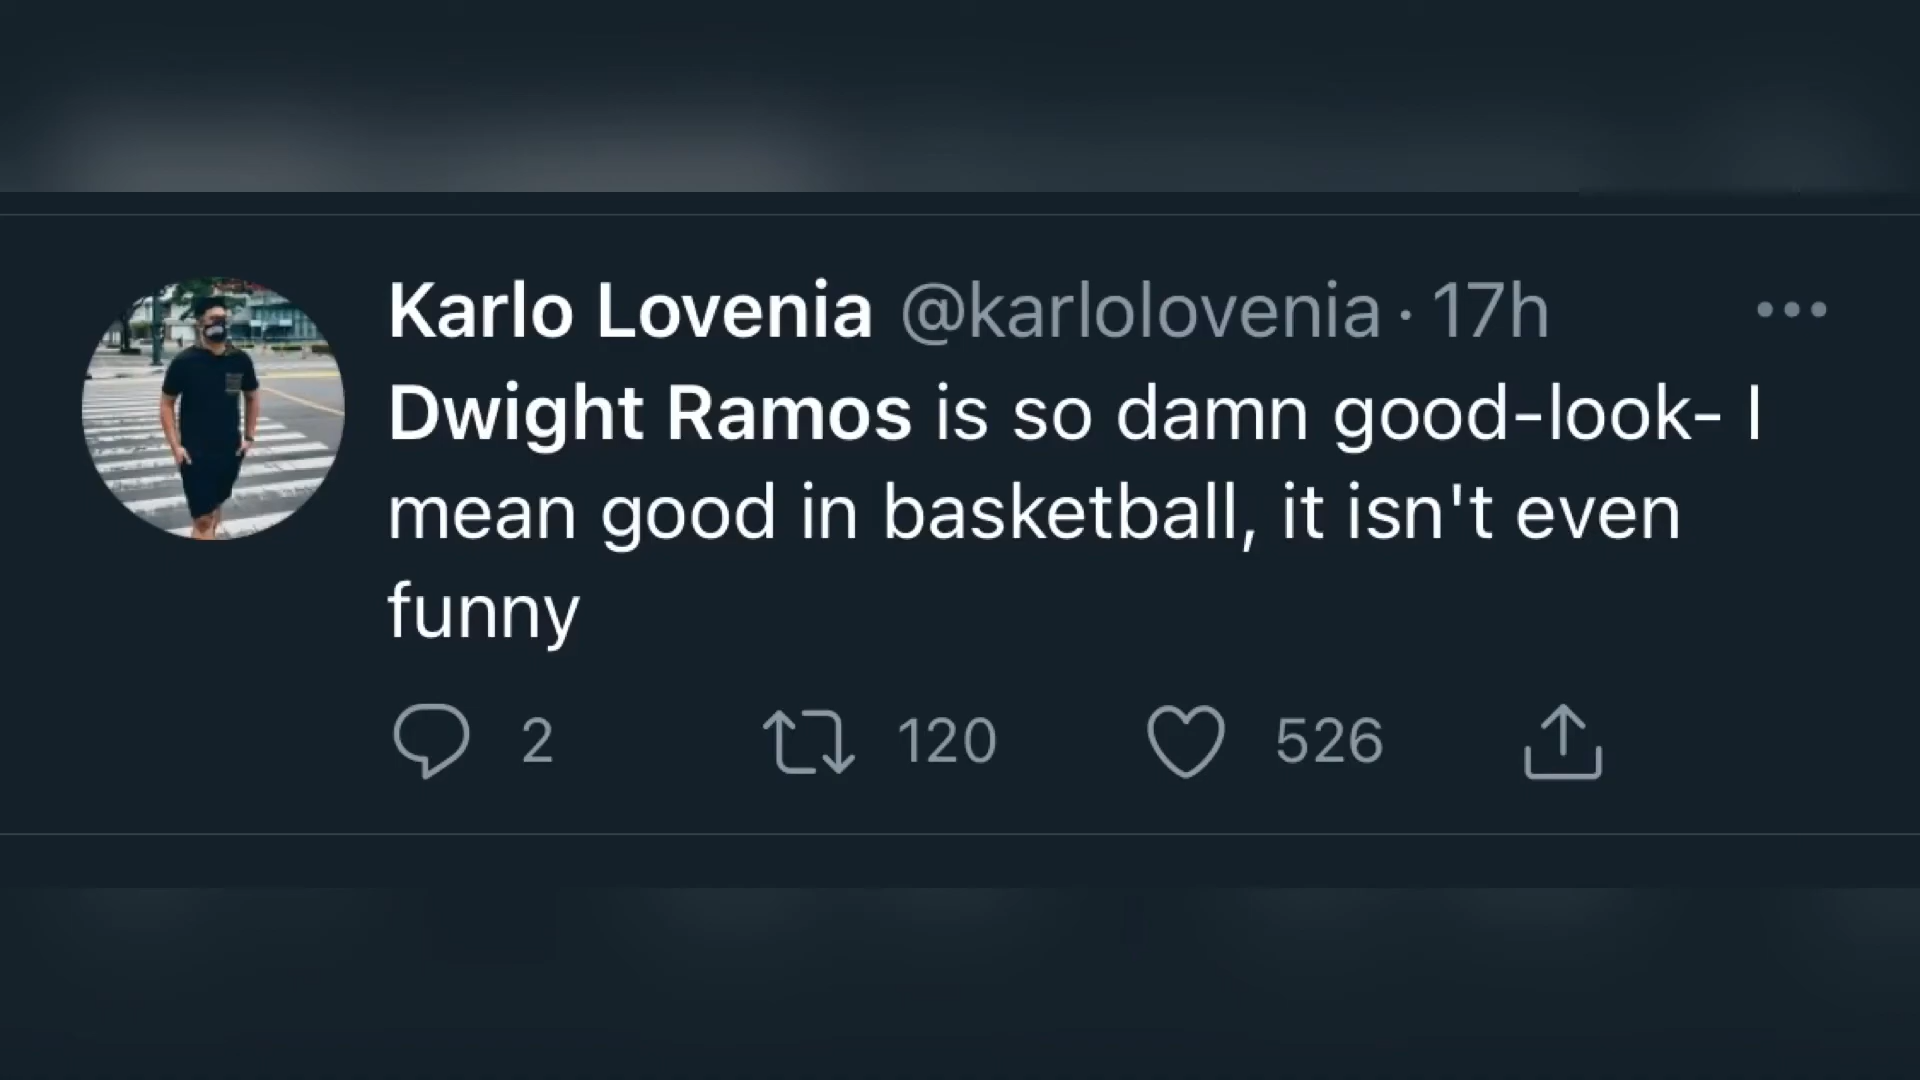 Karlo Lovenia @karlolovenia · 17h
Dwight Ramos is so damn good-look- I
mean good in basketball, it isn't even
funny
2 120 526